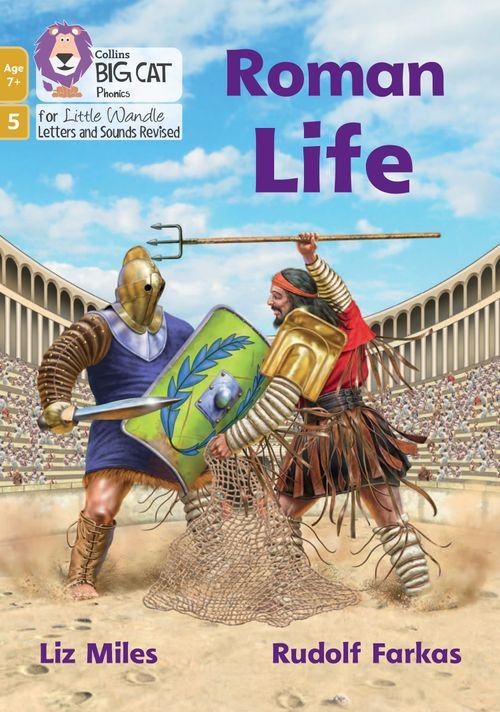 Age
7+
5
Collins
BIG CAT
Phonics
for Little Wandle
Letters and Sounds Revised
Roman
Life
Liz Miles
Rudolf Farkas